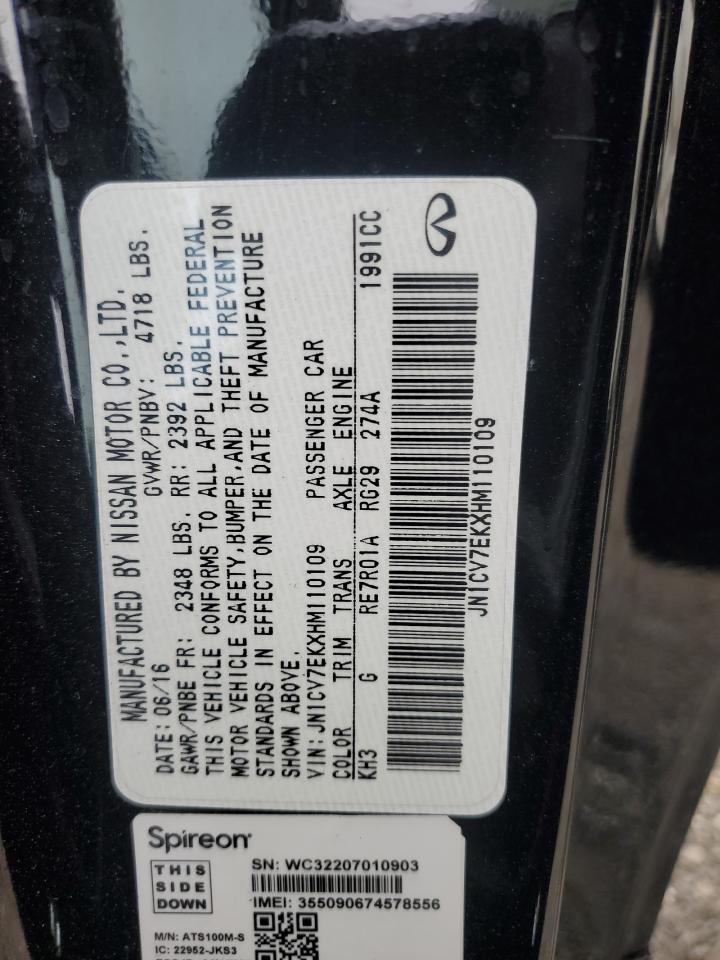 MANUFACTURED BY NISSAN MOTOR CO.,LTD.
DATE: 06/16 GVWR/PNBV: 4718 LBS.
GAWR/PNBE FR: 2348 LBS. RR: 2392 LBS.
THIS VEHICLE CONFORMS TO ALL APPLICABLE FEDERAL
MOTOR VEHICLE SAFETY,BUMPER,AND THEFT PREVENTION
STANDARDS IN EFFECT ON THE DATE OF MANUFACTURE
SHOWN ABOVE.
VIN:JN1CV7EKXHM110109 PASSENGER CAR
COLOR TRIM TRANS AXLE ENGINE
KH3 G RE7R01A RG29 274A 1991CC
JN1CV7EKXHM110109
Spireon
THIS
SIDE
DOWN
SN: WC32207010903
IMEI: 355090674578556
M/N: ATS100M-S
IC: 22952-JKS3